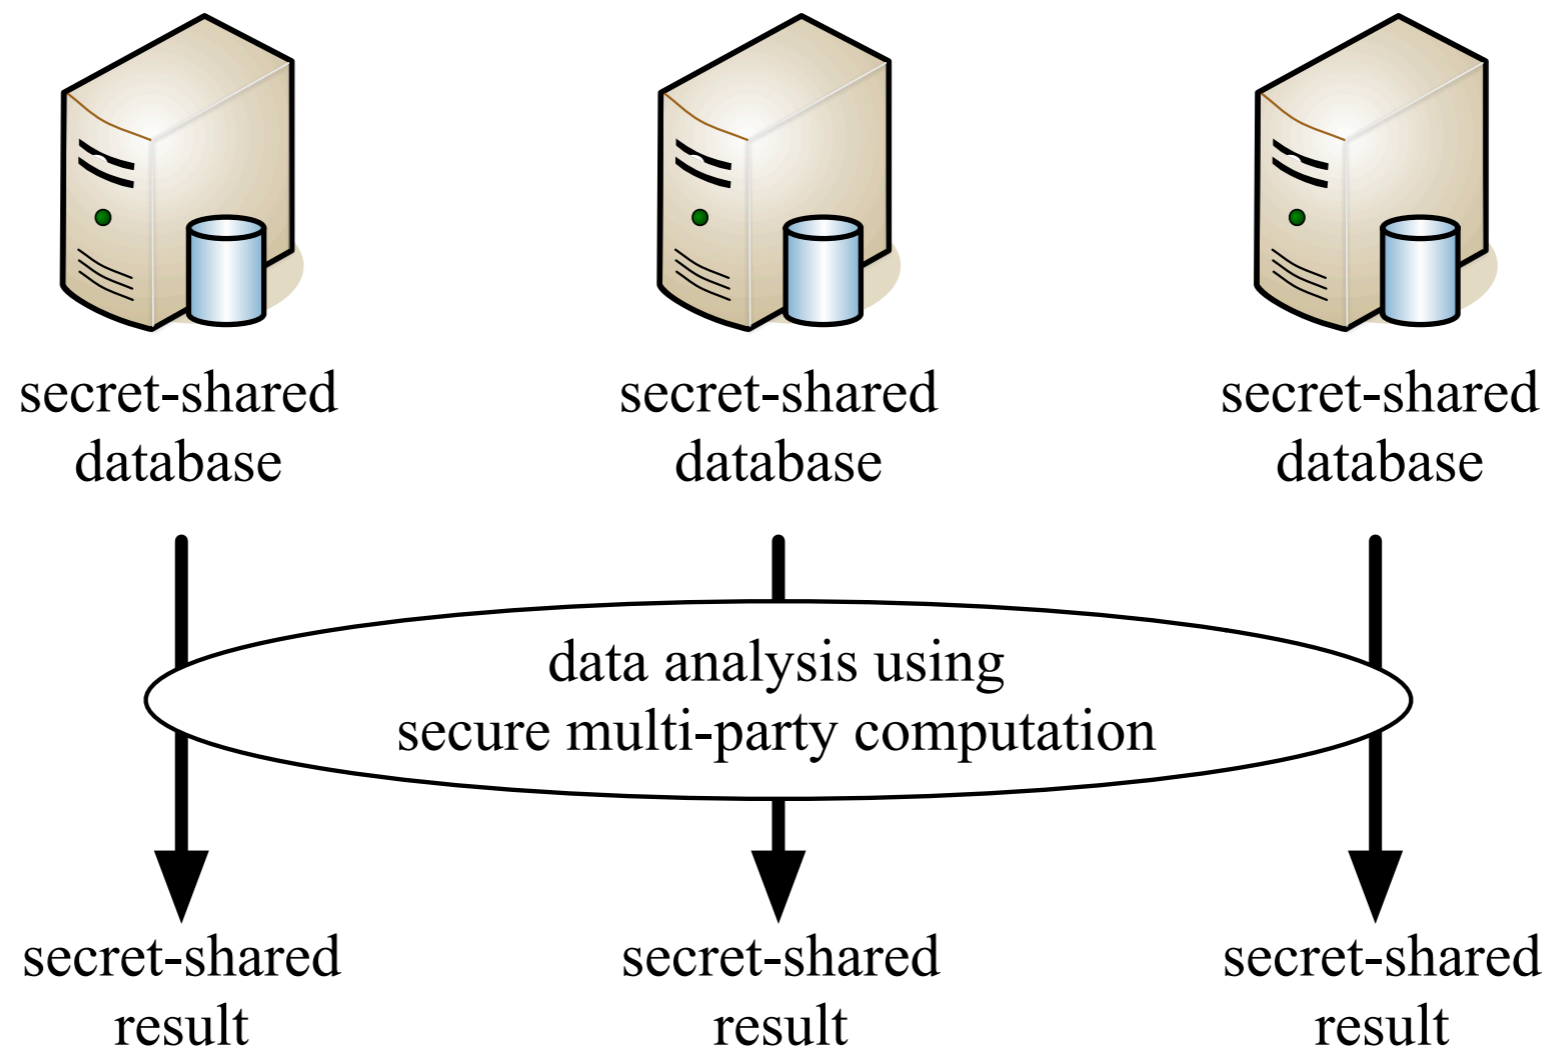 secret-shared
database
secret-shared
database
secret-shared
database
data analysis using
secure multi-party computation
secret-shared
result
secret-shared
result
secret-shared
result